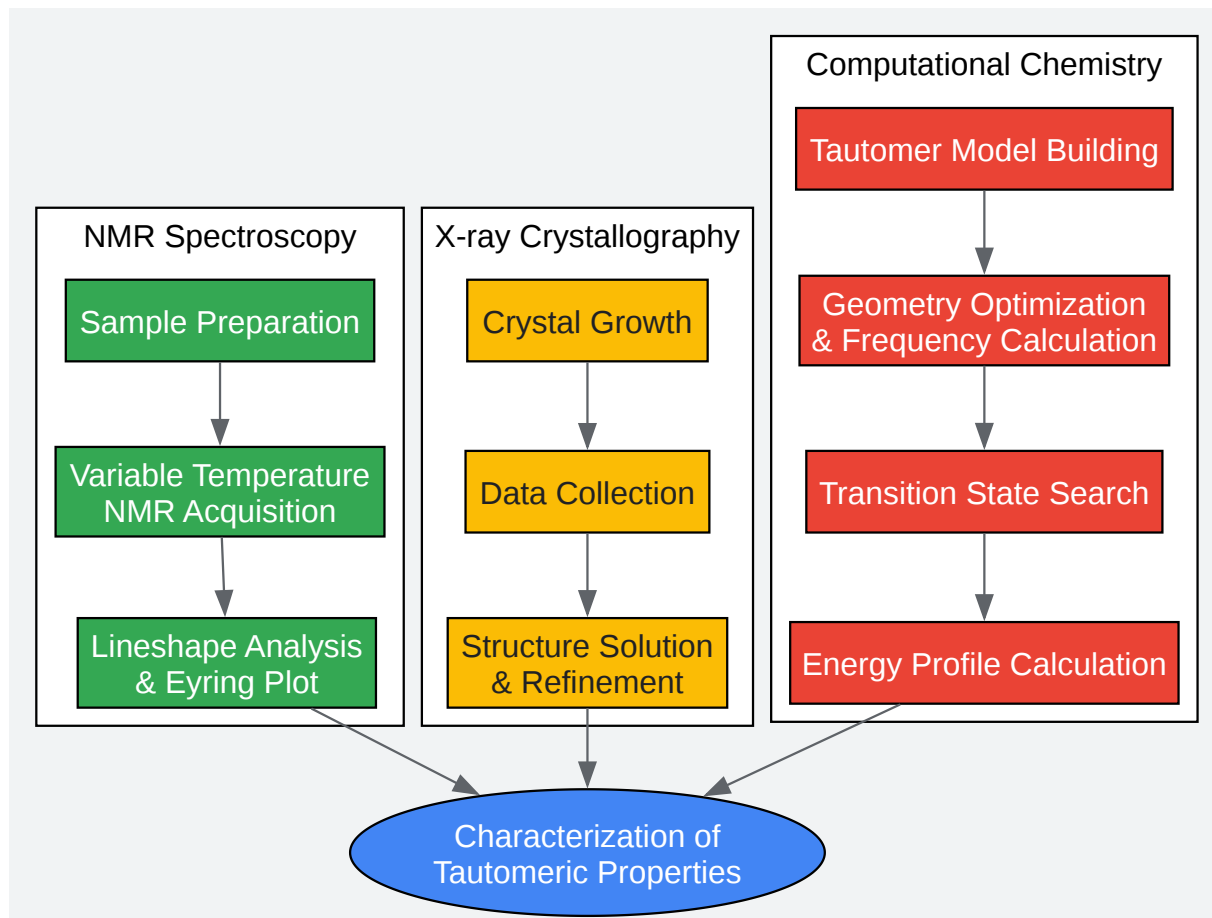 NMR Spectroscopy
Sample Preparation
Variable Temperature
NMR Acquisition
Lineshape Analysis
& Eyring Plot
X-ray Crystallography
Crystal Growth
Data Collection
Structure Solution
& Refinement
Computational Chemistry
Tautomer Model Building
Geometry Optimization
& Frequency Calculation
Transition State Search
Energy Profile Calculation
Characterization of
Tautomeric Properties